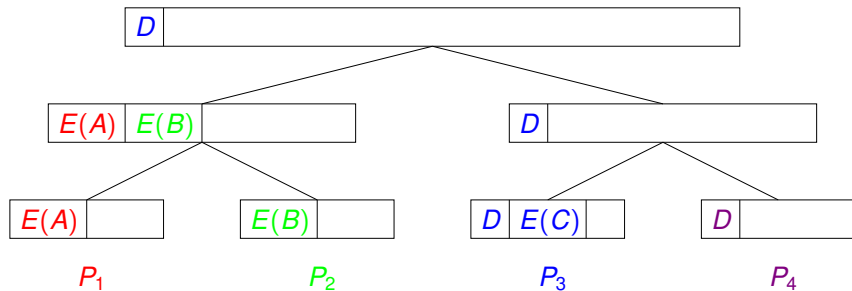 D
E(A) E(B) D
E(A) E(B) D E(C) D
P₁ P₂ P₃ P₄